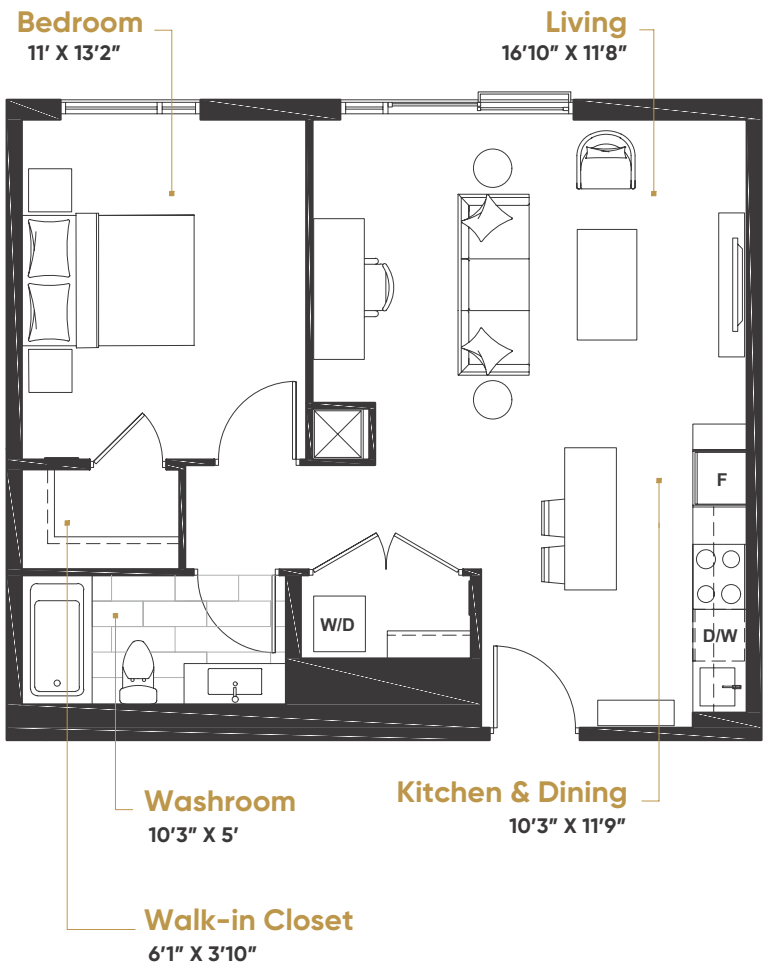 Bedroom
11’ X 13’2”
Living
16’10” X 11’8”
F
W/D
D/W
Washroom
10’3” X 5’
Kitchen & Dining
10’3” X 11’9”
Walk-in Closet
6’1” X 3’10”